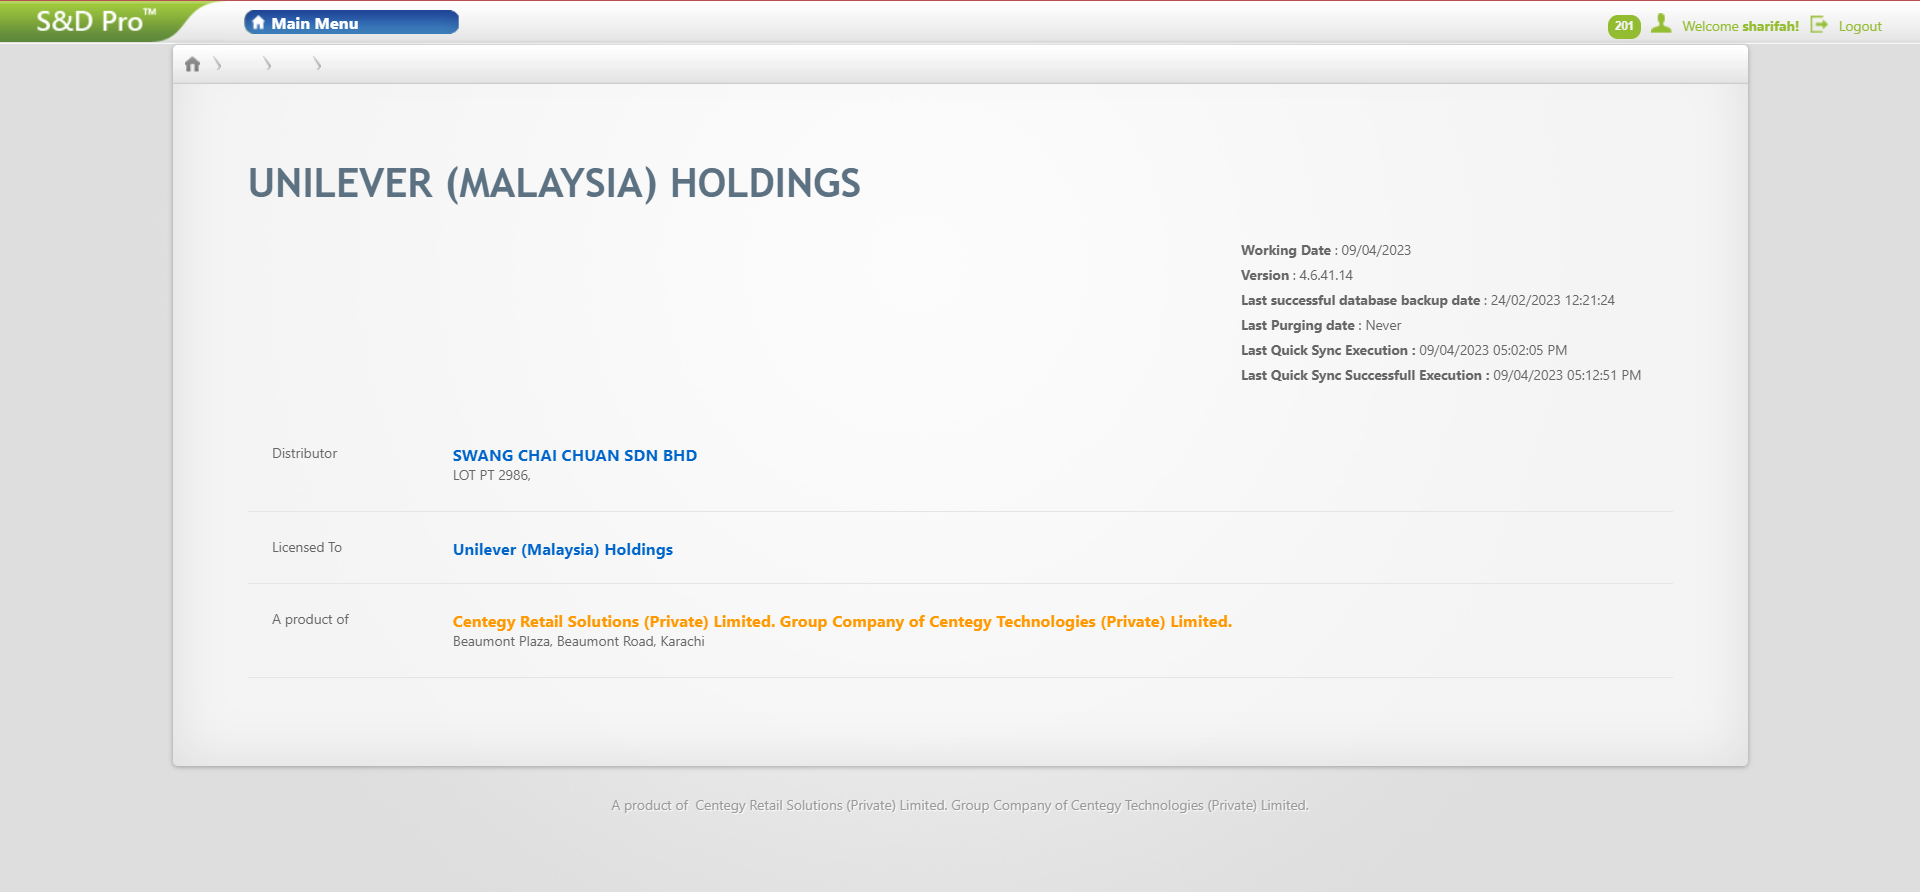 S&D Pro™
Main Menu
201 Welcome sharifah! Logout
UNILEVER (MALAYSIA) HOLDINGS
Working Date : 09/04/2023
Version : 4.6.41.14
Last successful database backup date : 24/02/2023 12:21:24
Last Purging date : Never
Last Quick Sync Execution : 09/04/2023 05:02:05 PM
Last Quick Sync Successfull Execution : 09/04/2023 05:12:51 PM
Distributor SWANG CHAI CHUAN SDN BHD
LOT PT 2986,
Licensed To Unilever (Malaysia) Holdings
A product of Centegy Retail Solutions (Private) Limited. Group Company of Centegy Technologies (Private) Limited.
Beaumont Plaza, Beaumont Road, Karachi
A product of Centegy Retail Solutions (Private) Limited. Group Company of Centegy Technologies (Private) Limited.